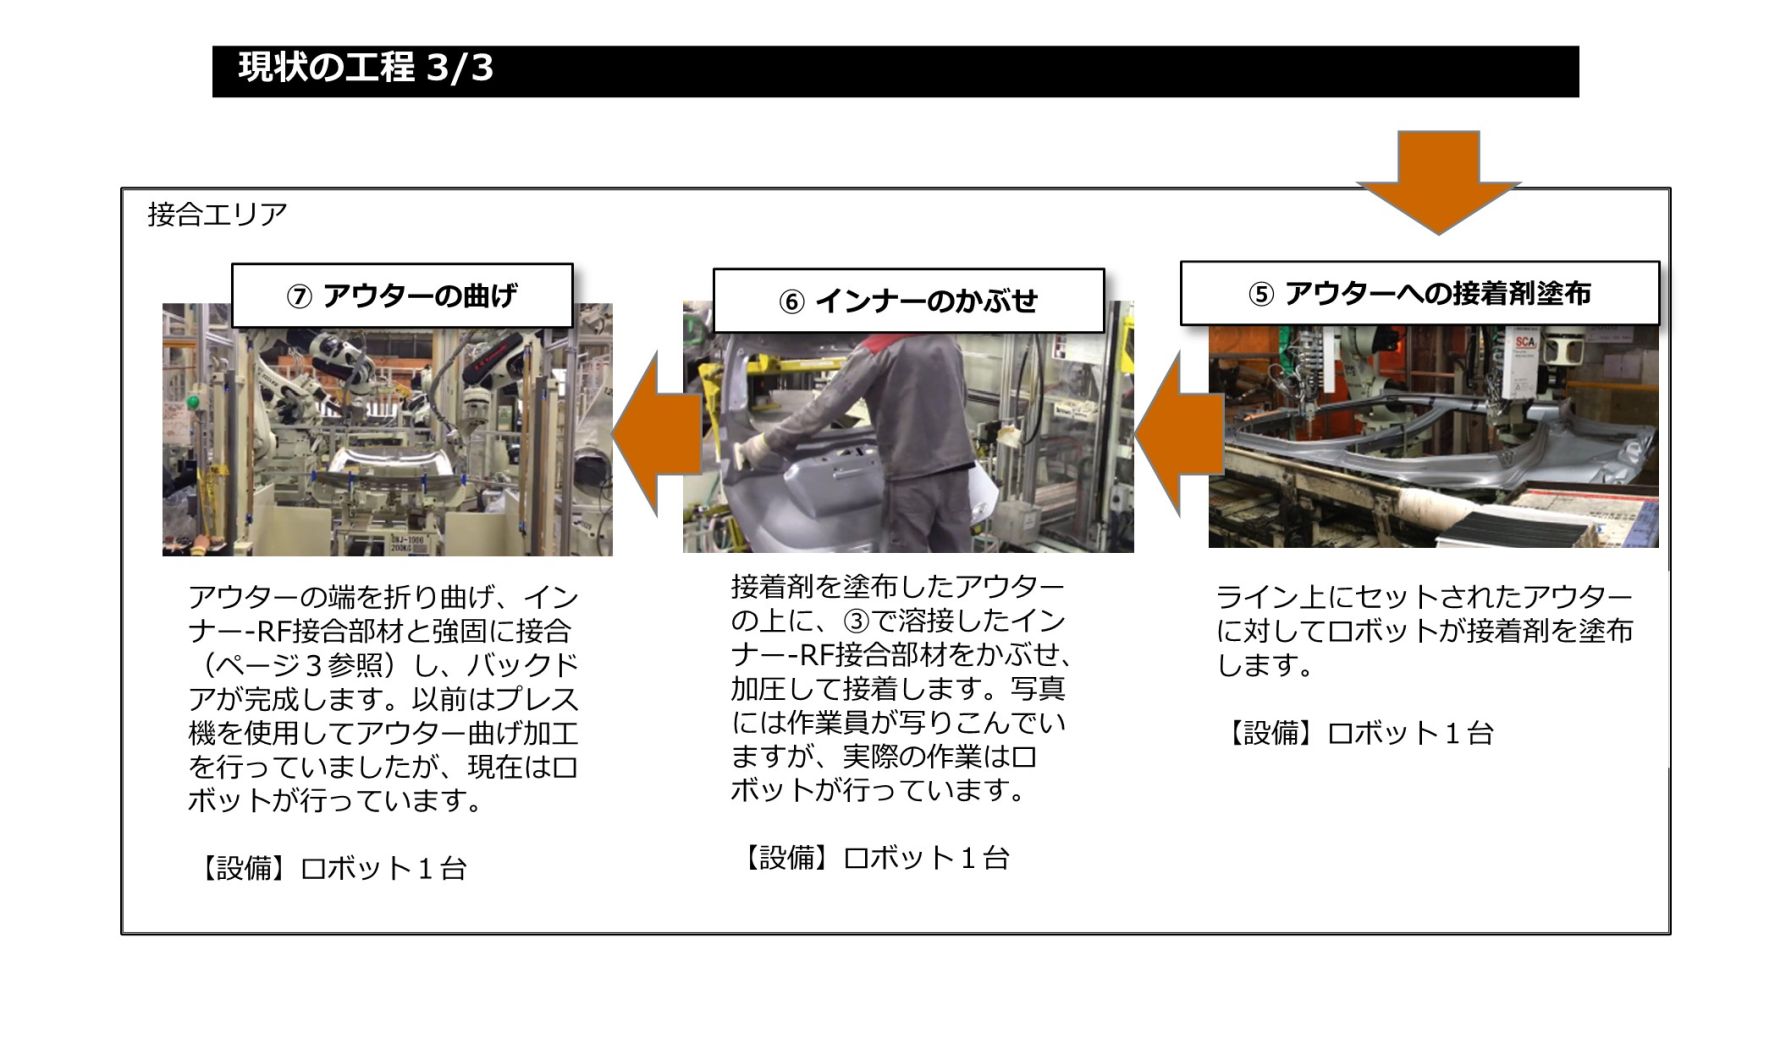 現状の工程 3/3
接合エリア
⑦ アウターの曲げ
アウターの端を折り曲げ、イン
ナー-RF接合部材と強固に接合
（ページ３参照）し、バックド
アが完成します。以前はプレス
機を使用してアウター曲げ加工
を行っていましたが、現在はロ
ボットが行っています。
【設備】ロボット１台
⑥ インナーのかぶせ
接着剤を塗布したアウター
の上に、③で溶接したイン
ナー-RF接合部材をかぶせ、
加圧して接着します。写真
には作業員が写りこんでい
ますが、実際の作業はロ
ボットが行っています。
【設備】ロボット１台
⑤ アウターへの接着剤塗布
SCA
ライン上にセットされたアウター
に対してロボットが接着剤を塗布
します。
【設備】ロボット１台